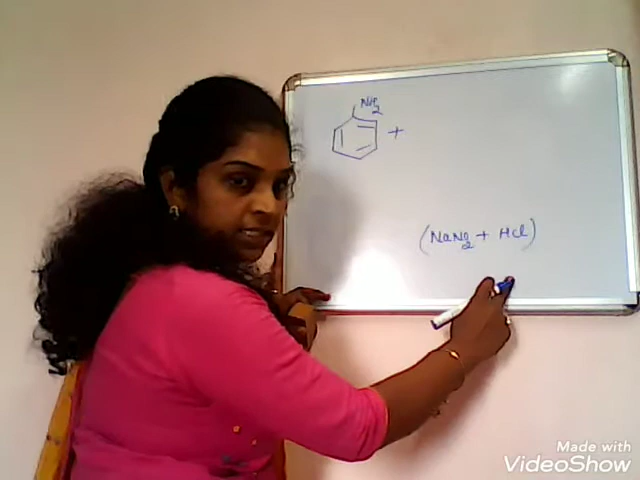 NH2
+
(NaNO2 + HCl)
Made with
VideoShow